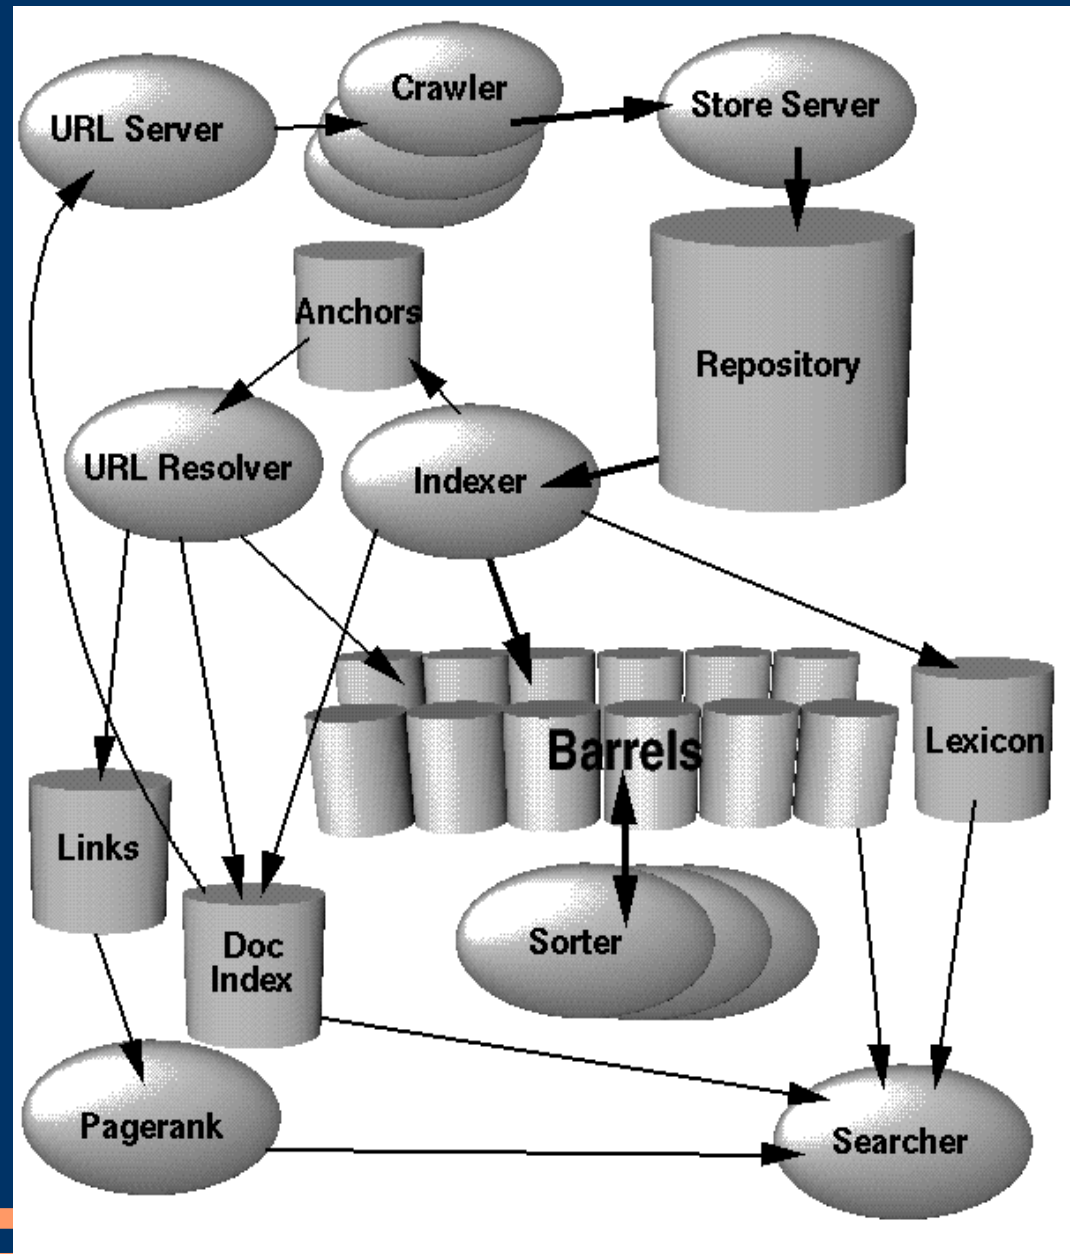 Crawler
URL Server
Store Server
Anchors
Repository
URL Resolver
Indexer
Barrels
Lexicon
Links
Doc
Index
Sorter
Pagerank
Searcher